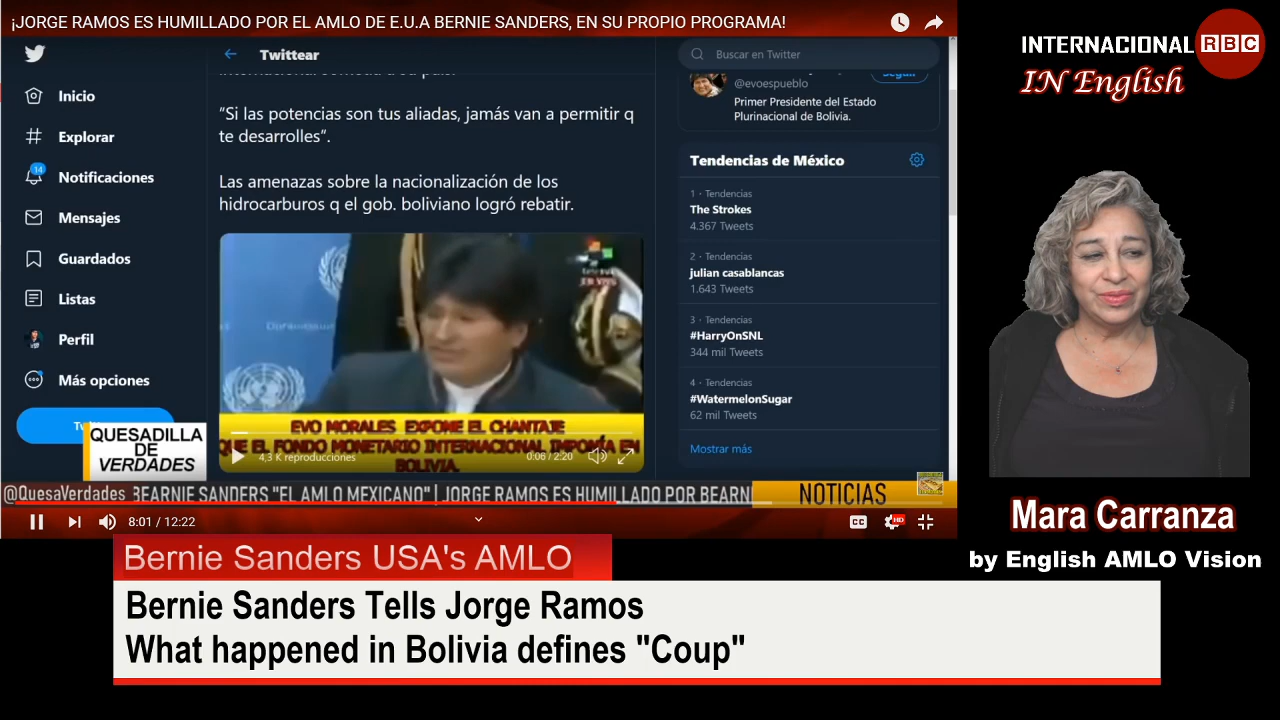 ¡JORGE RAMOS ES HUMILLADO POR EL AMLO DE E.U.A BERNIE SANDERS, EN SU PROPIO PROGRAMA!
INTERNACIONAL RBC
IN English
Twittear
Buscar en Twitter
Inicio
Explorar
14
Notificaciones
Mensajes
Guardados
Listas
Perfil
Más opciones
“Si las potencias son tus aliadas, jamás van a permitir q
te desarrolles”.
Las amenazas sobre la nacionalización de los
hidrocarburos q el gob. boliviano logró rebatir.
EN VIVO
EVO MORALES EXPONE EL CHANTAJE
QUE EL FONDO MONETARIO INTERNACIONAL IMPONIA EN
BOLIVIA.
4,3 K reproducciones
0:06 / 2:20
@evoespueblo
Seguir
Primer Presidente del Estado
Plurinacional de Bolivia.
Tendencias de México
1 · Tendencias
The Strokes
4.367 Tweets
2 · Tendencias
julian casablancas
1.643 Tweets
3 · Tendencias
#HarryOnSNL
344 mil Tweets
4 · Tendencias
#WatermelonSugar
62 mil Tweets
Mostrar más
QUESADILLA
DE
VERDADES
@QuesaVerdades BEARNIE SANDERS "EL AMLO MEXICANO" | JORGE RAMOS ES HUMILLADO POR BEARNI
NOTICIAS
8:01 / 12:22
CC
HD
Mara Carranza
by English AMLO Vision
Bernie Sanders USA's AMLO
Bernie Sanders Tells Jorge Ramos
What happened in Bolivia defines "Coup"